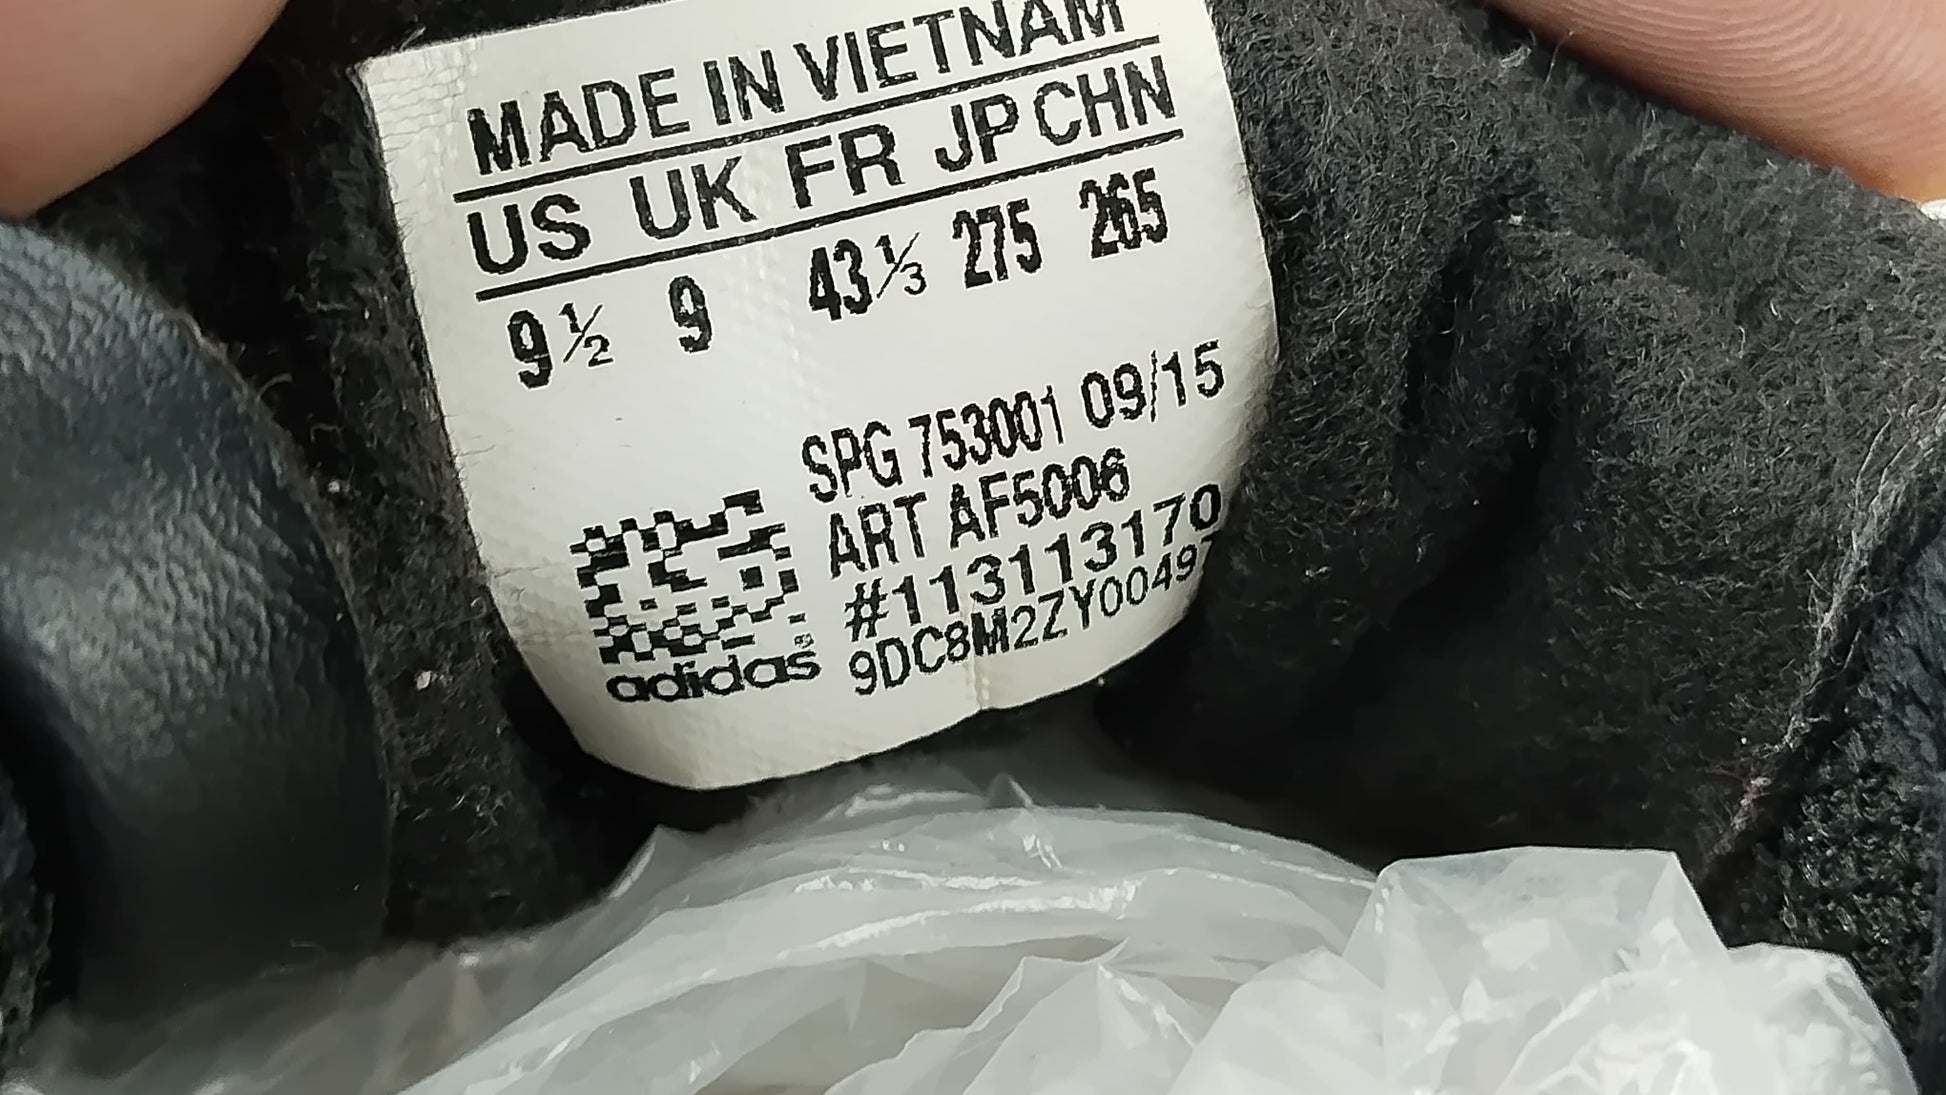 MADE IN VIETNAM
US UK FR JP CHN
9½ 9 43⅓ 275 265
SPG 753001 09/15
ART AF5006
#113113170
9DC8M2ZY00497
adidas®